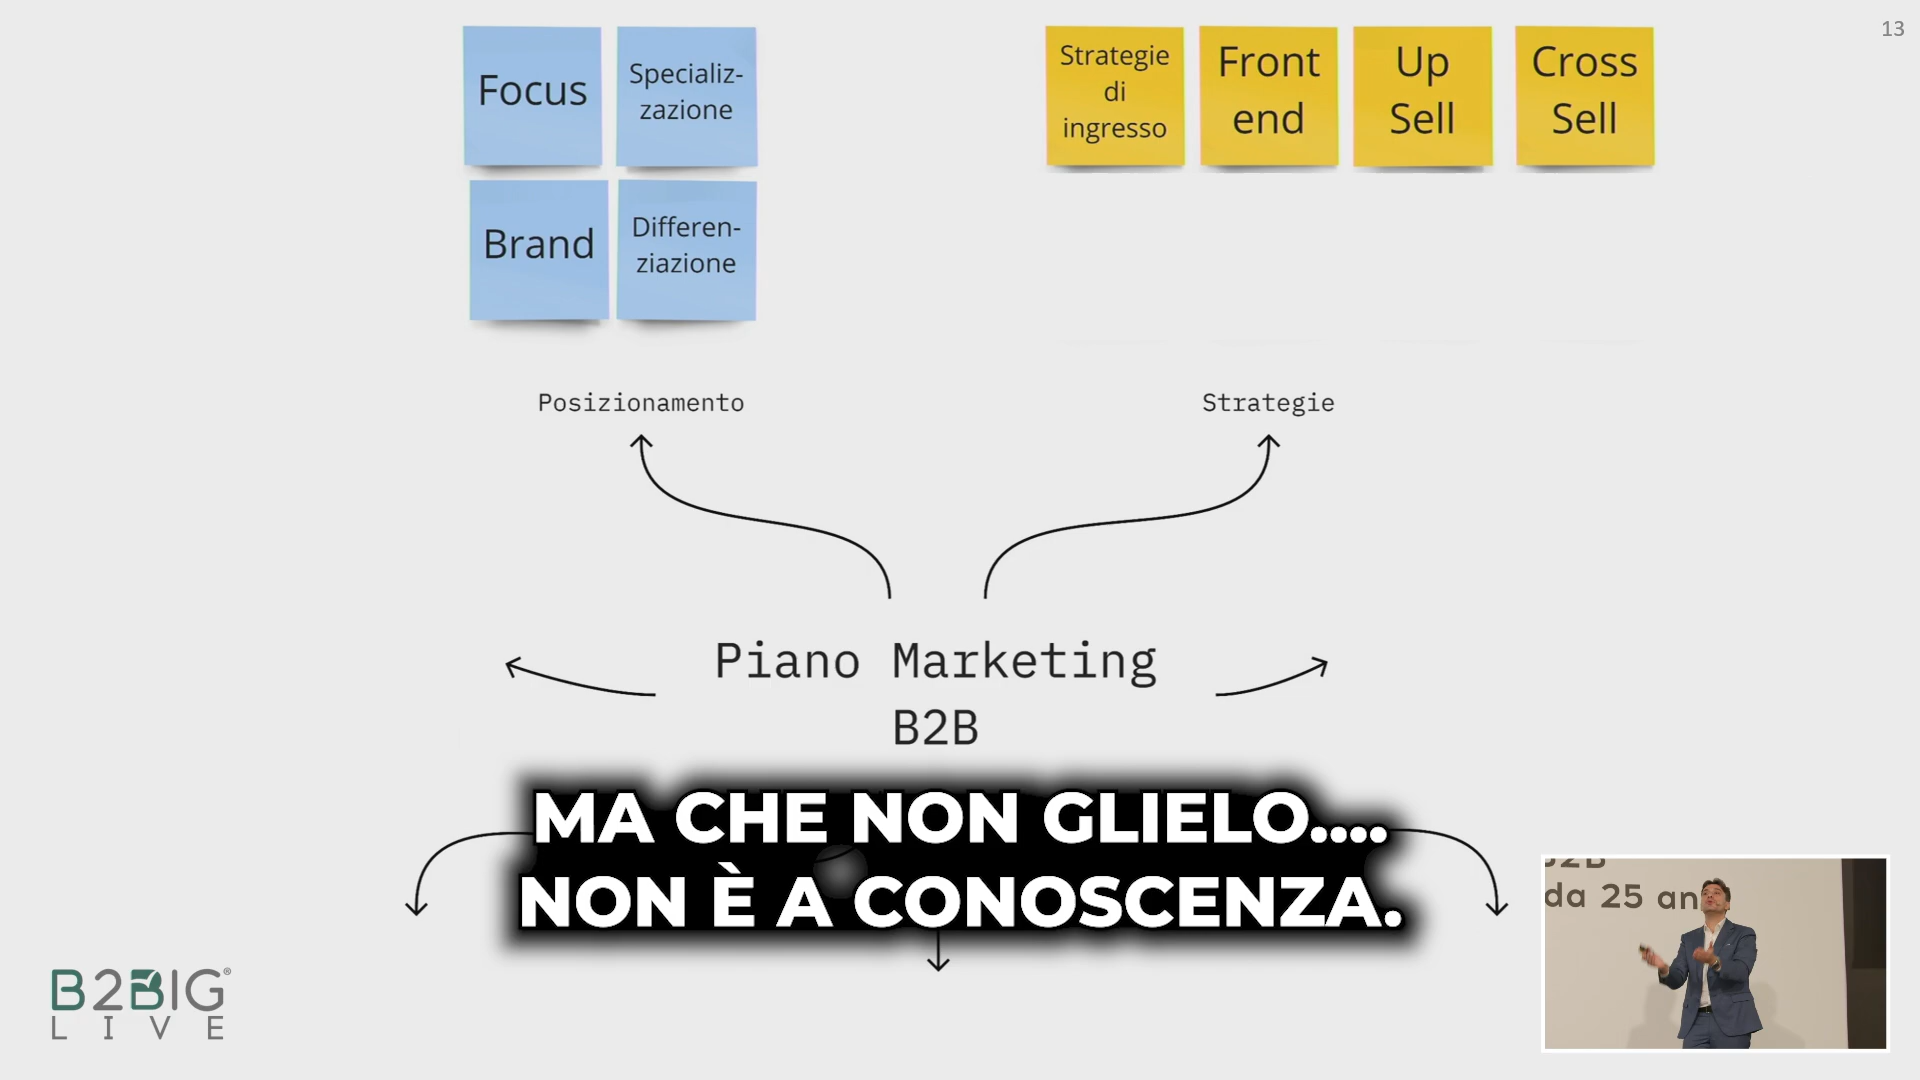 13
Focus
Specializ-
zazione
Brand
Differen-
ziazione
Strategie
di
ingresso
Front
end
Up
Sell
Cross
Sell
Posizionamento
Strategie
Piano Marketing
B2B
MA CHE NON GLIELO....
NON È A CONOSCENZA.
B2BIG®
LIVE
B2B
da 25 an